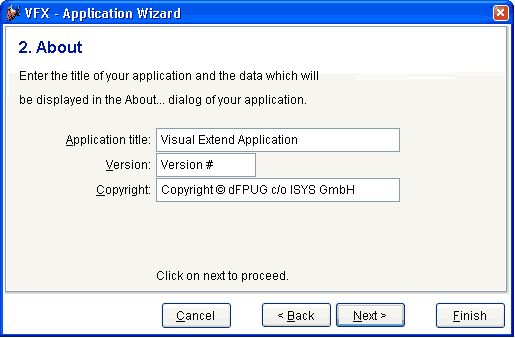 VFX - Application Wizard
2. About
Enter the title of your application and the data which will
be displayed in the About... dialog of your application.
Application title: Visual Extend Application
Version: Version #
Copyright: Copyright © dFPUG c/o ISYS GmbH
Click on next to proceed.
Cancel < Back Next > Finish